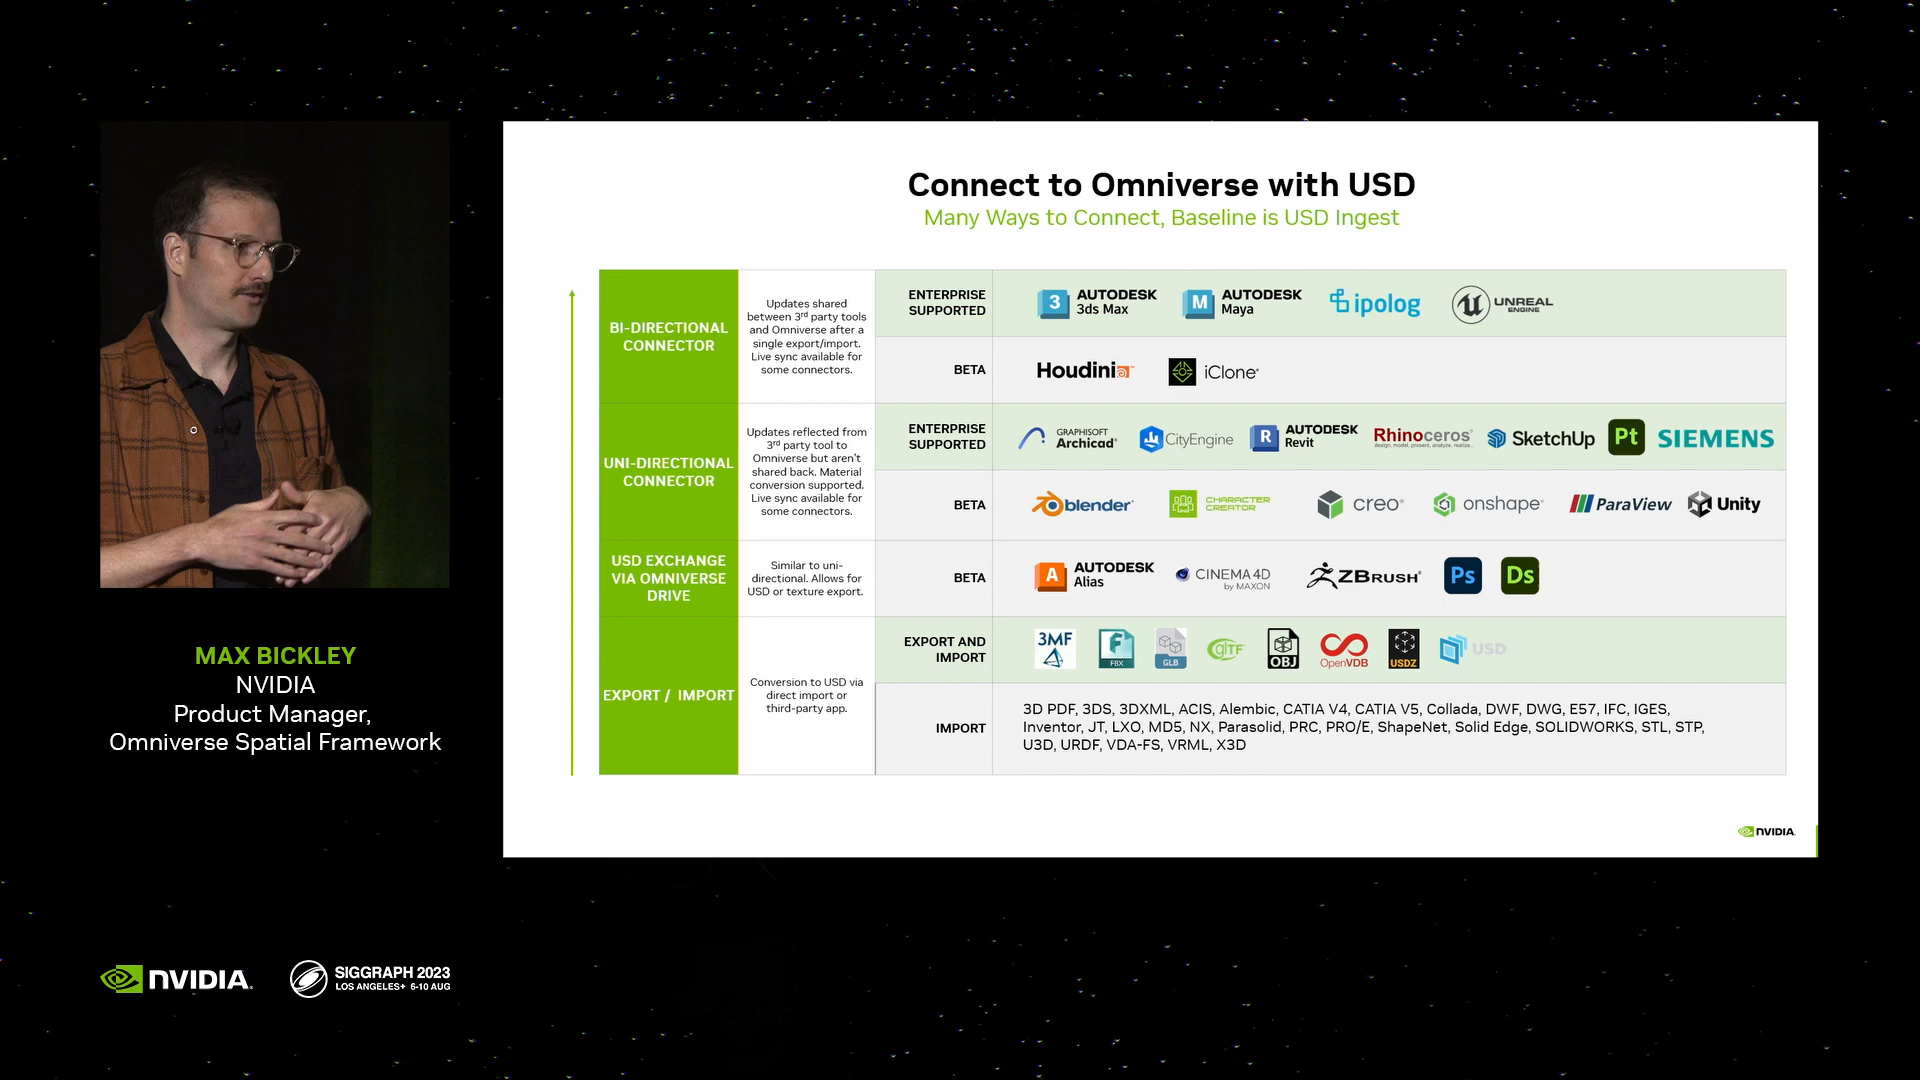 Connect to Omniverse with USD
Many Ways to Connect, Baseline is USD Ingest
BI-DIRECTIONAL
CONNECTOR
Updates shared
between 3rd party tools
and Omniverse after a
single export/import.
Live sync available for
some connectors.
ENTERPRISE
SUPPORTED
3 AUTODESK
3ds Max
M AUTODESK
Maya
ipolog
UNREAL
ENGINE
BETA
Houdini
iClone
UNI-DIRECTIONAL
CONNECTOR
Updates reflected from
3rd party tool to
Omniverse but aren't
shared back. Material
conversion supported.
Live sync available for
some connectors.
ENTERPRISE
SUPPORTED
GRAPHISOFT
Archicad
CityEngine
R AUTODESK
Revit
Rhinoceros®
design, model, present, analyze, realize...
SketchUp
Pt
SIEMENS
BETA
blender
CHARACTER
CREATOR
creo®
onshape®
ParaView
Unity
USD EXCHANGE
VIA OMNIVERSE
DRIVE
Similar to uni-
directional. Allows for
USD or texture export.
BETA
A AUTODESK
Alias
CINEMA 4D
by MAXON
ZBRUSH®
Ps
Ds
EXPORT / IMPORT
Conversion to USD via
direct import or
third-party app.
EXPORT AND
IMPORT
3MF
F
FBX
GLB
glTF
OBJ
OpenVDB
USDZ
USD
IMPORT
3D PDF, 3DS, 3DXML, ACIS, Alembic, CATIA V4, CATIA V5, Collada, DWF, DWG, E57, IFC, IGES,
Inventor, JT, LXO, MD5, NX, Parasolid, PRC, PRO/E, ShapeNet, Solid Edge, SOLIDWORKS, STL, STP,
U3D, URDF, VDA-FS, VRML, X3D
NVIDIA
MAX BICKLEY
NVIDIA
Product Manager,
Omniverse Spatial Framework
NVIDIA
SIGGRAPH 2023
LOS ANGELES+ 6-10 AUG